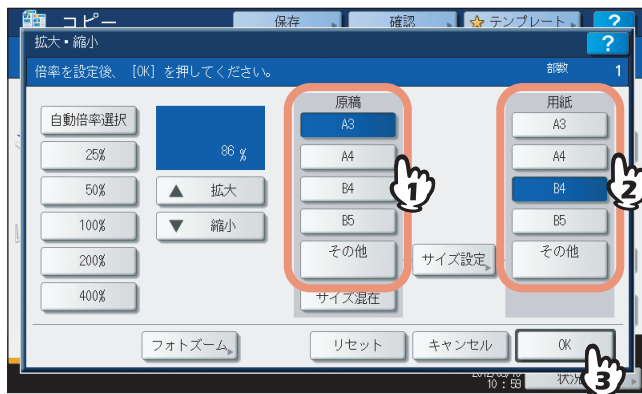 コピー 保存 確認 テンプレート ?
拡大・縮小 ?
倍率を設定後、 [OK] を押してください。 部数 1
原稿 用紙
自動倍率選択 A3 A3
25% 86 % A4 A4
50% ▲ 拡大 B4 B4
1 2
100% ▼ 縮小 B5 B5
200% その他 サイズ設定 その他
400% サイズ混在
フォトズーム リセット キャンセル OK
3
10:59 状況